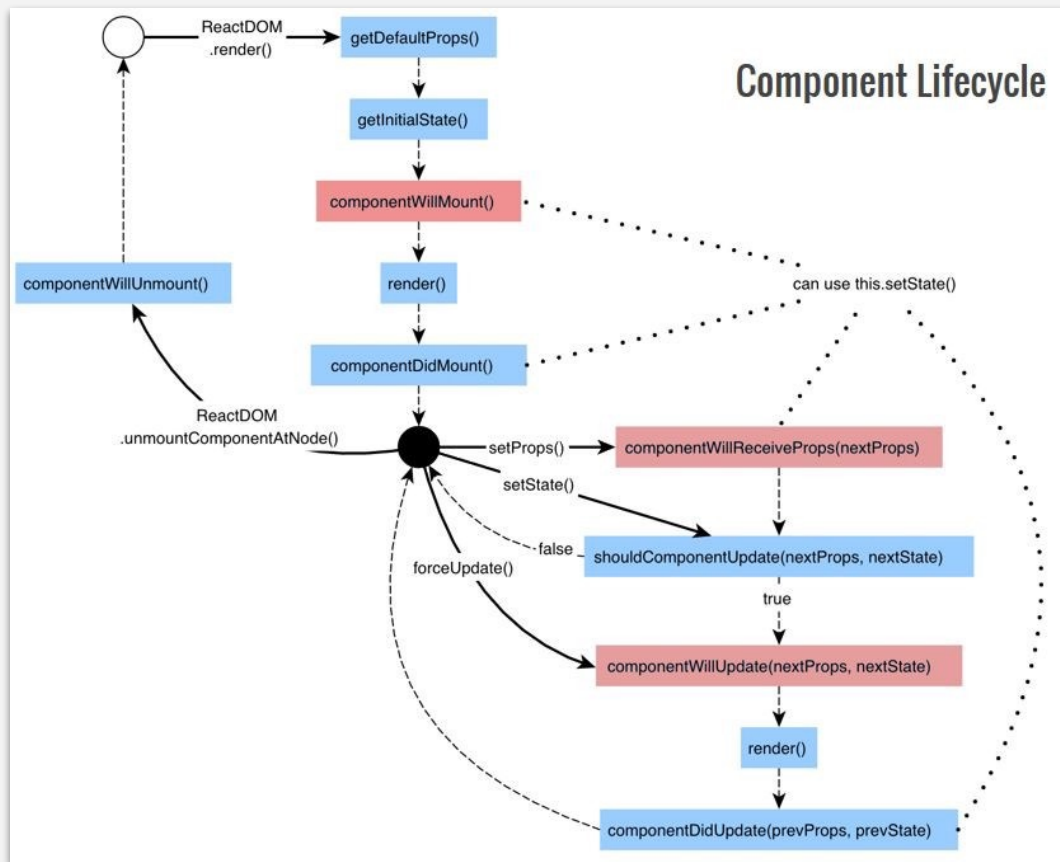 ReactDOM
.render()
getDefaultProps()
Component Lifecycle
getInitialState()
componentWillMount()
componentWillUnmount()
render()
can use this.setState()
componentDidMount()
ReactDOM
.unmountComponentAtNode()
setProps()
componentWillReceiveProps(nextProps)
setState()
false
shouldComponentUpdate(nextProps, nextState)
forceUpdate()
true
componentWillUpdate(nextProps, nextState)
render()
componentDidUpdate(prevProps, prevState)